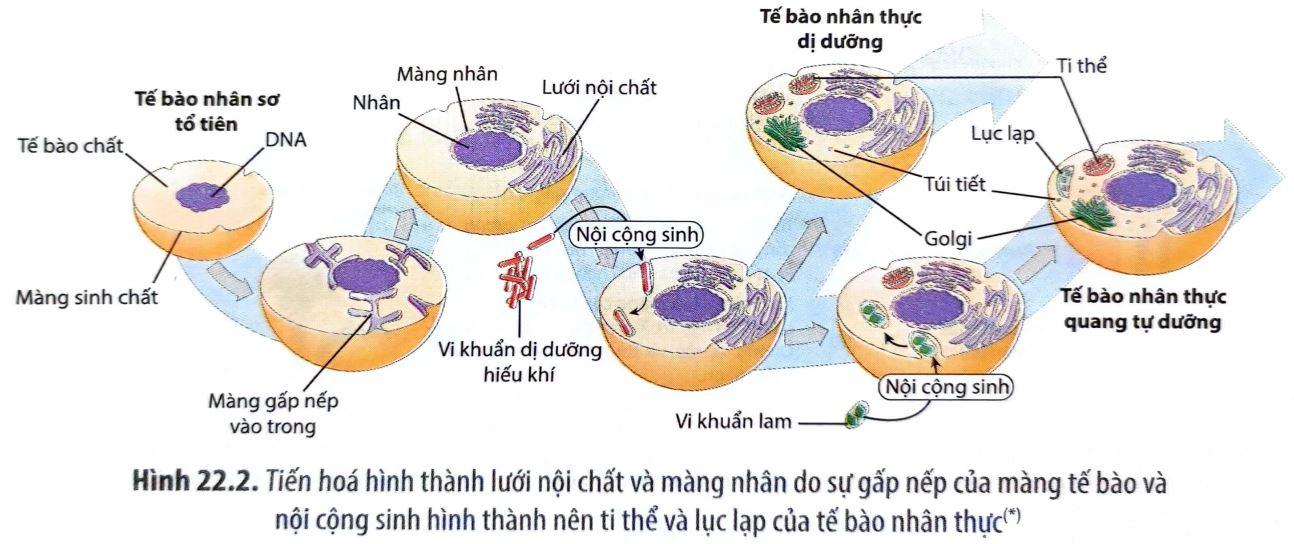 Tế bào nhân sơ
tổ tiên
Tế bào chất
DNA
Màng sinh chất
Màng gấp nếp
vào trong
Màng nhân
Nhân
Lưới nội chất
Nội cộng sinh
Vi khuẩn dị dưỡng
hiếu khí
Tế bào nhân thực
dị dưỡng
Ti thể
Lục lạp
Túi tiết
Golgi
Tế bào nhân thực
quang tự dưỡng
Nội cộng sinh
Vi khuẩn lam
Hình 22.2. Tiến hoá hình thành lưới nội chất và màng nhân do sự gấp nếp của màng tế bào và
nội cộng sinh hình thành nên ti thể và lục lạp của tế bào nhân thực(*)